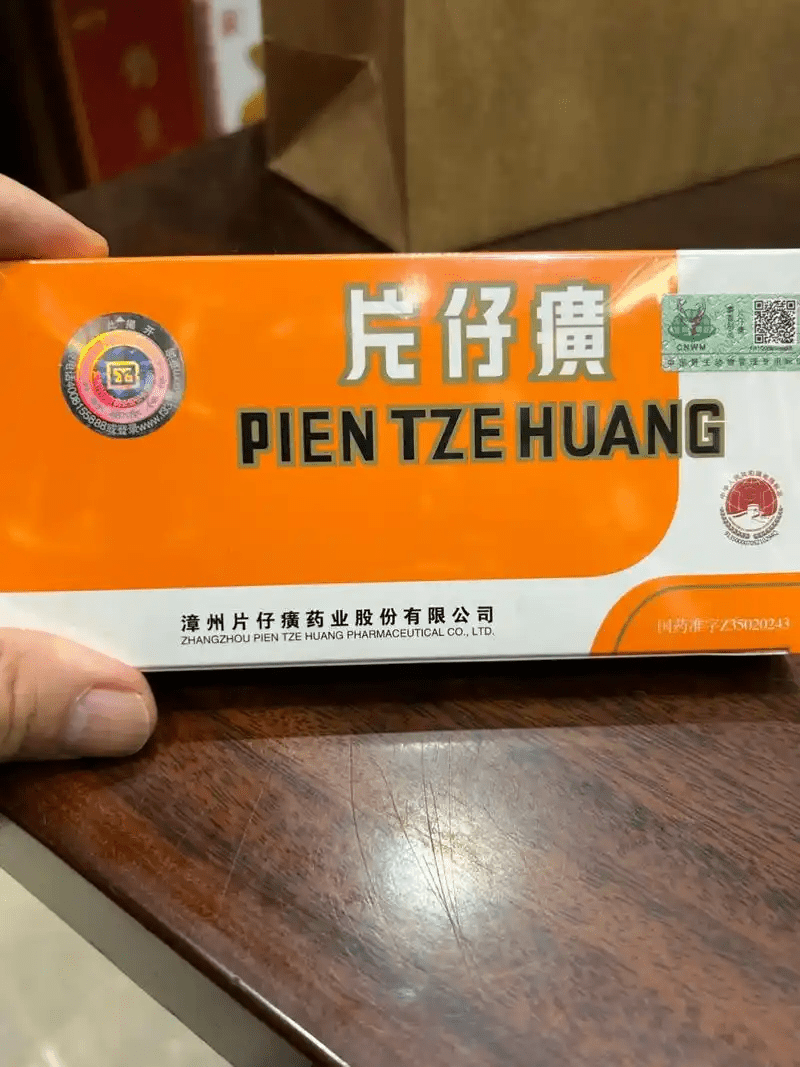 片仔癀
PIEN TZE HUANG
CNWM
漳州片仔癀药业股份有限公司
ZHANGZHOU PIEN TZE HUANG PHARMACEUTICAL CO., LTD.
国药准字Z35020243